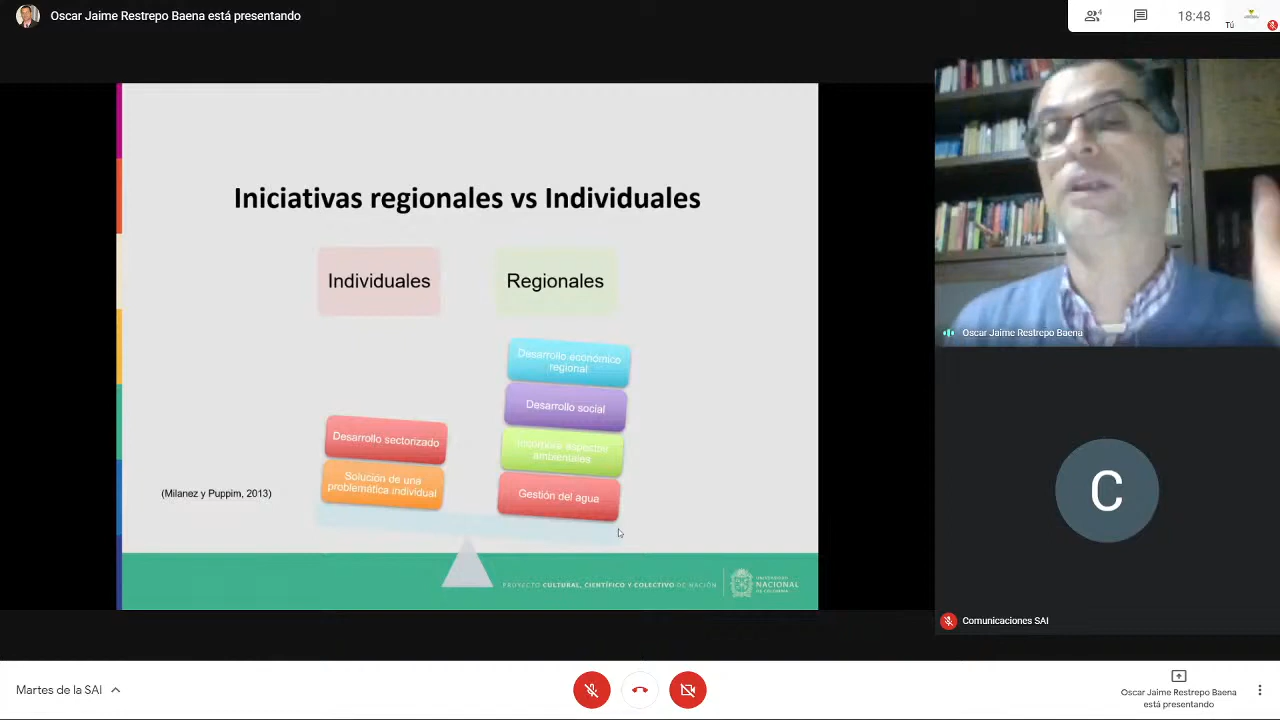 Oscar Jaime Restrepo Baena está presentando
4
18:48
Tú
Iniciativas regionales vs Individuales
Individuales
Regionales
Desarrollo económico
regional
Desarrollo social
aspectos
ambientales
Gestión del agua
Desarrollo sectorizado
Solución de una
problemática individual
(Milanez y Puppim, 2013)
PROYECTO CULTURAL, CIENTÍFICO Y COLECTIVO DE NACIÓN
UNIVERSIDAD
NACIONAL
DE COLOMBIA
Oscar Jaime Restrepo Baena
C
Comunicaciones SAI
Martes de la SAI
Oscar Jaime Restrepo Baena
está presentando